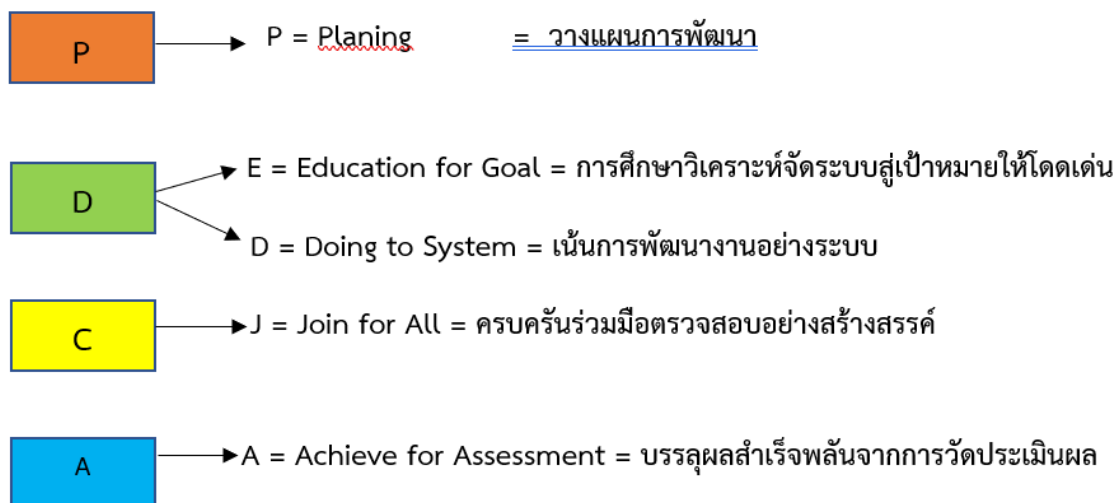 P
P = Planing = วางแผนการพัฒนา
E = Education for Goal = การศึกษาวิเคราะห์จัดระบบสู่เป้าหมายให้โดดเด่น
D
D = Doing to System = เน้นการพัฒนางานอย่างระบบ
C
J = Join for All = ครบครันร่วมมือตรวจสอบอย่างสร้างสรรค์
A
A = Achieve for Assessment = บรรลุผลสำเร็จพลันจากการวัดประเมินผล